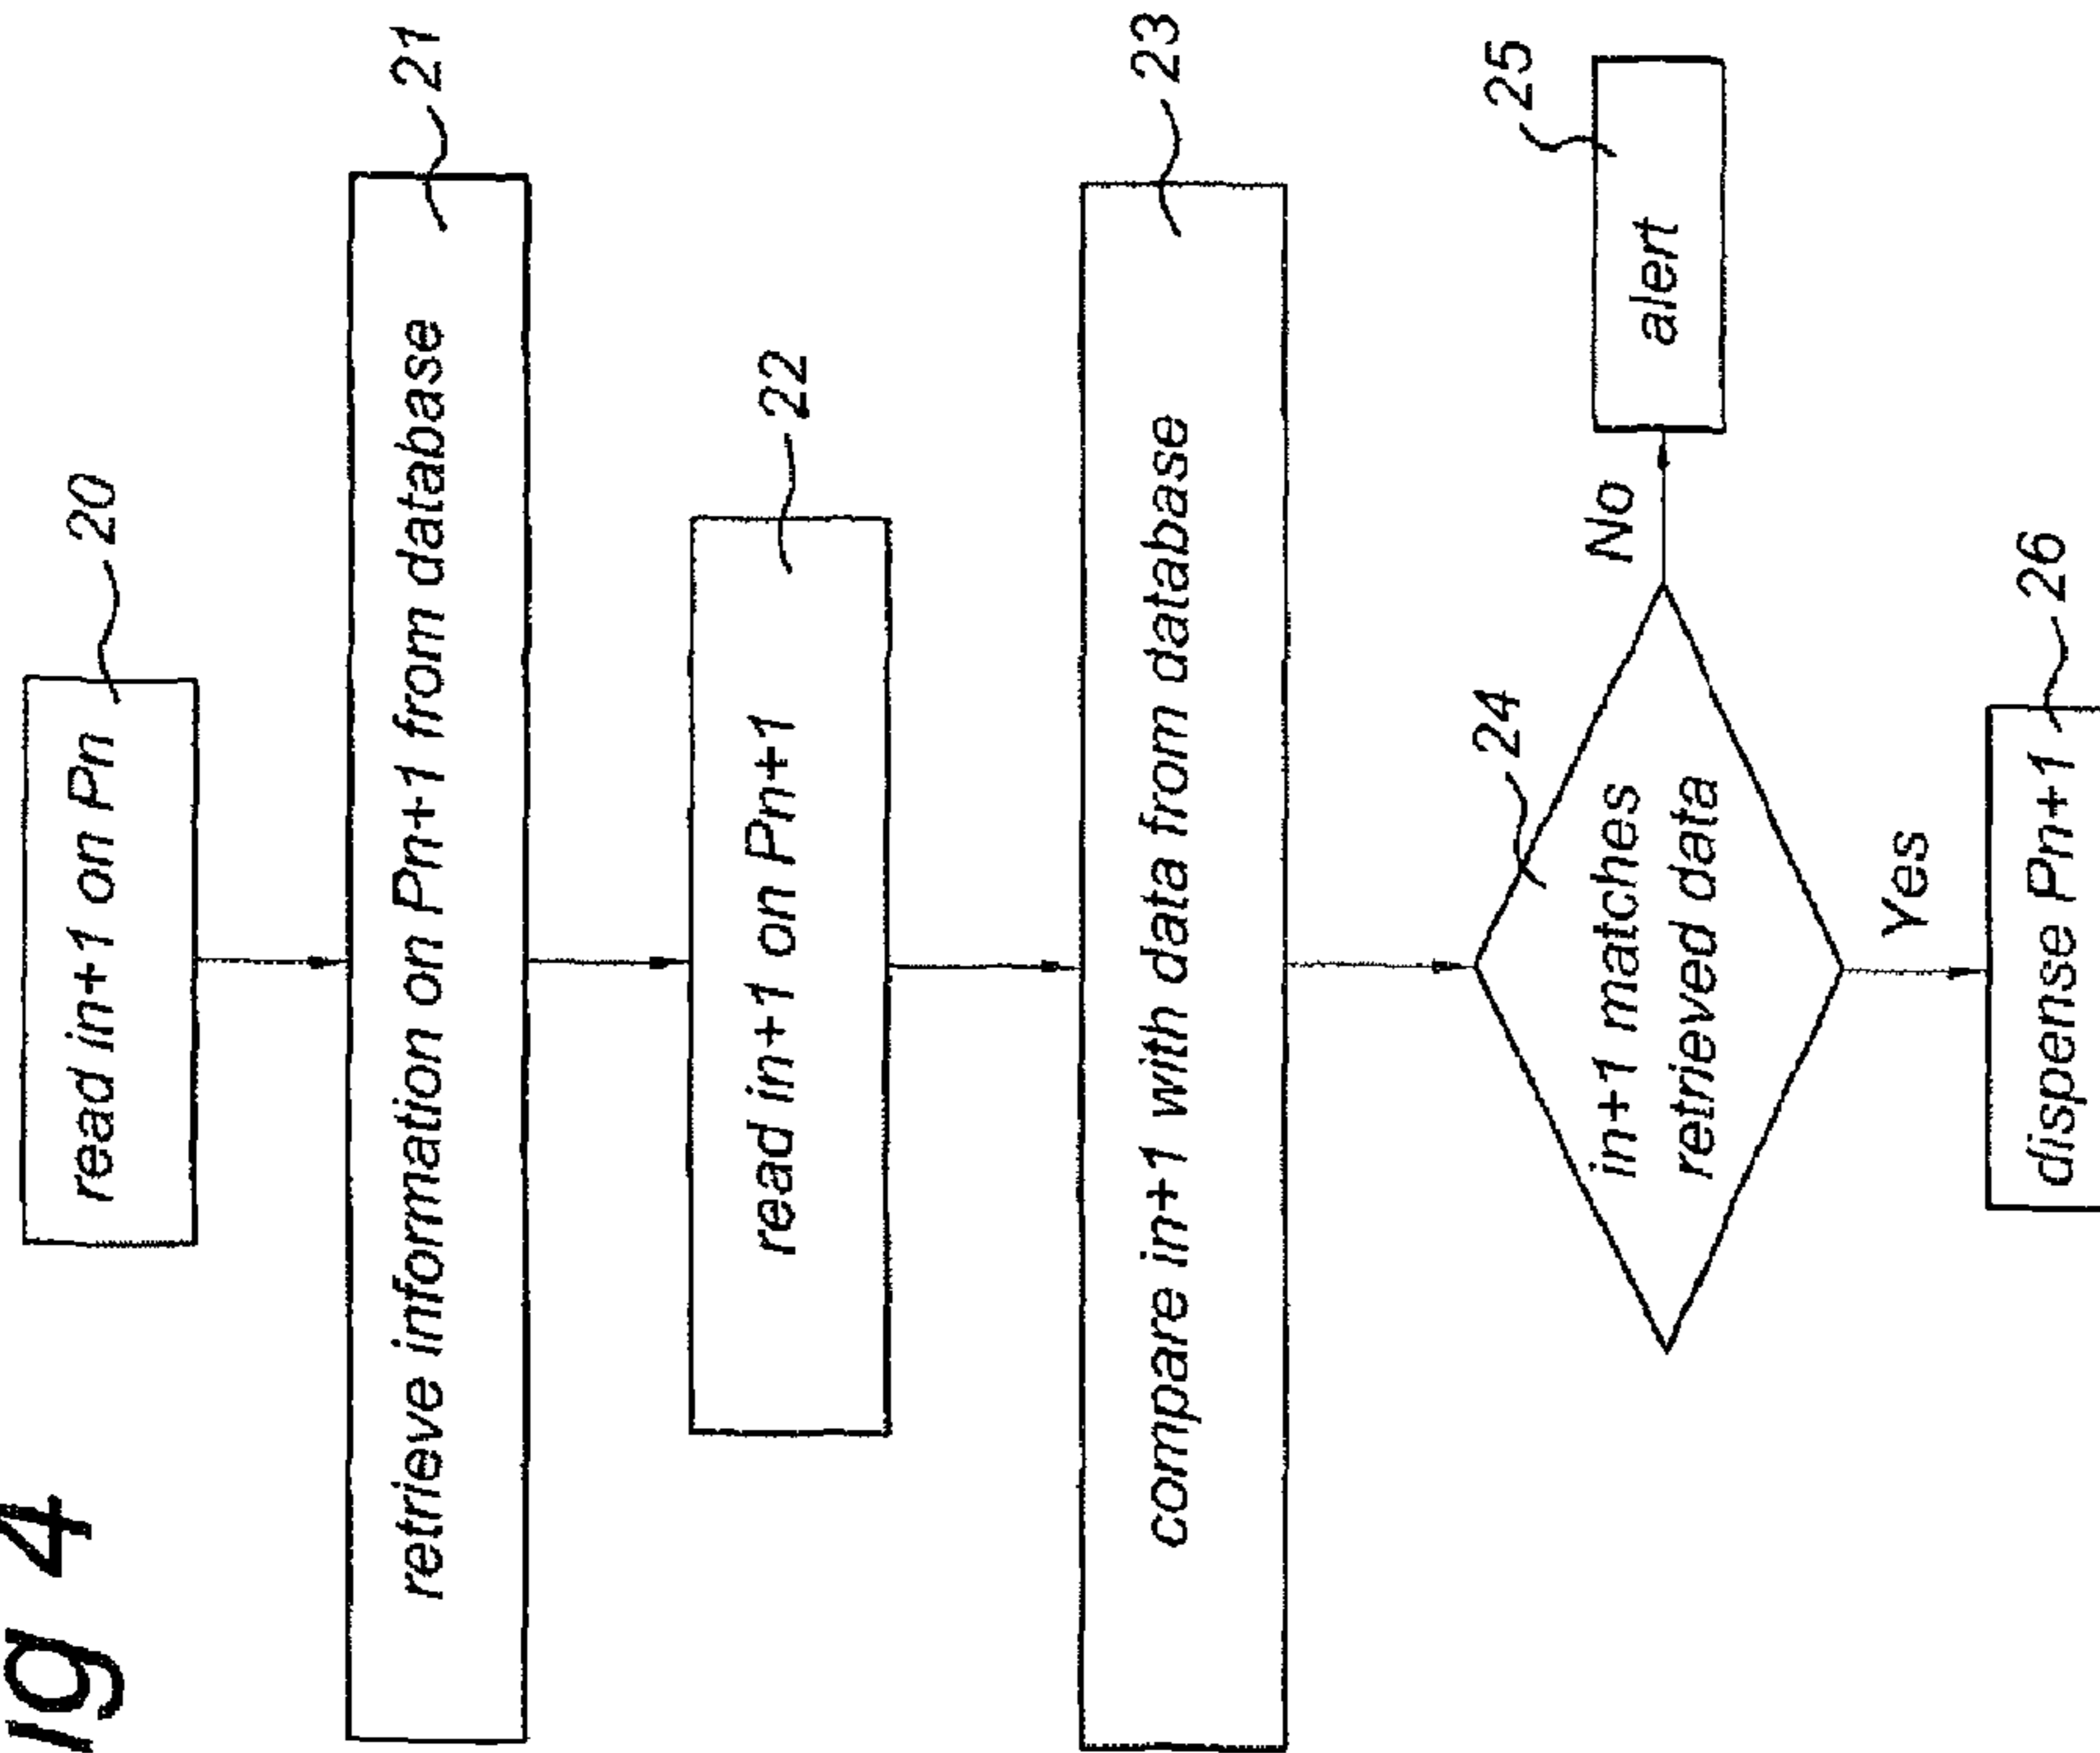 ig 4
read in+1 on Pn
20
retrieve information on Pn+1 from database
21
read in+1 on Pn+1
22
compare in+1 with data from database
23
24
in+1 matches
retrieved data
No
25
alert
Yes
26
dispense Pn+1